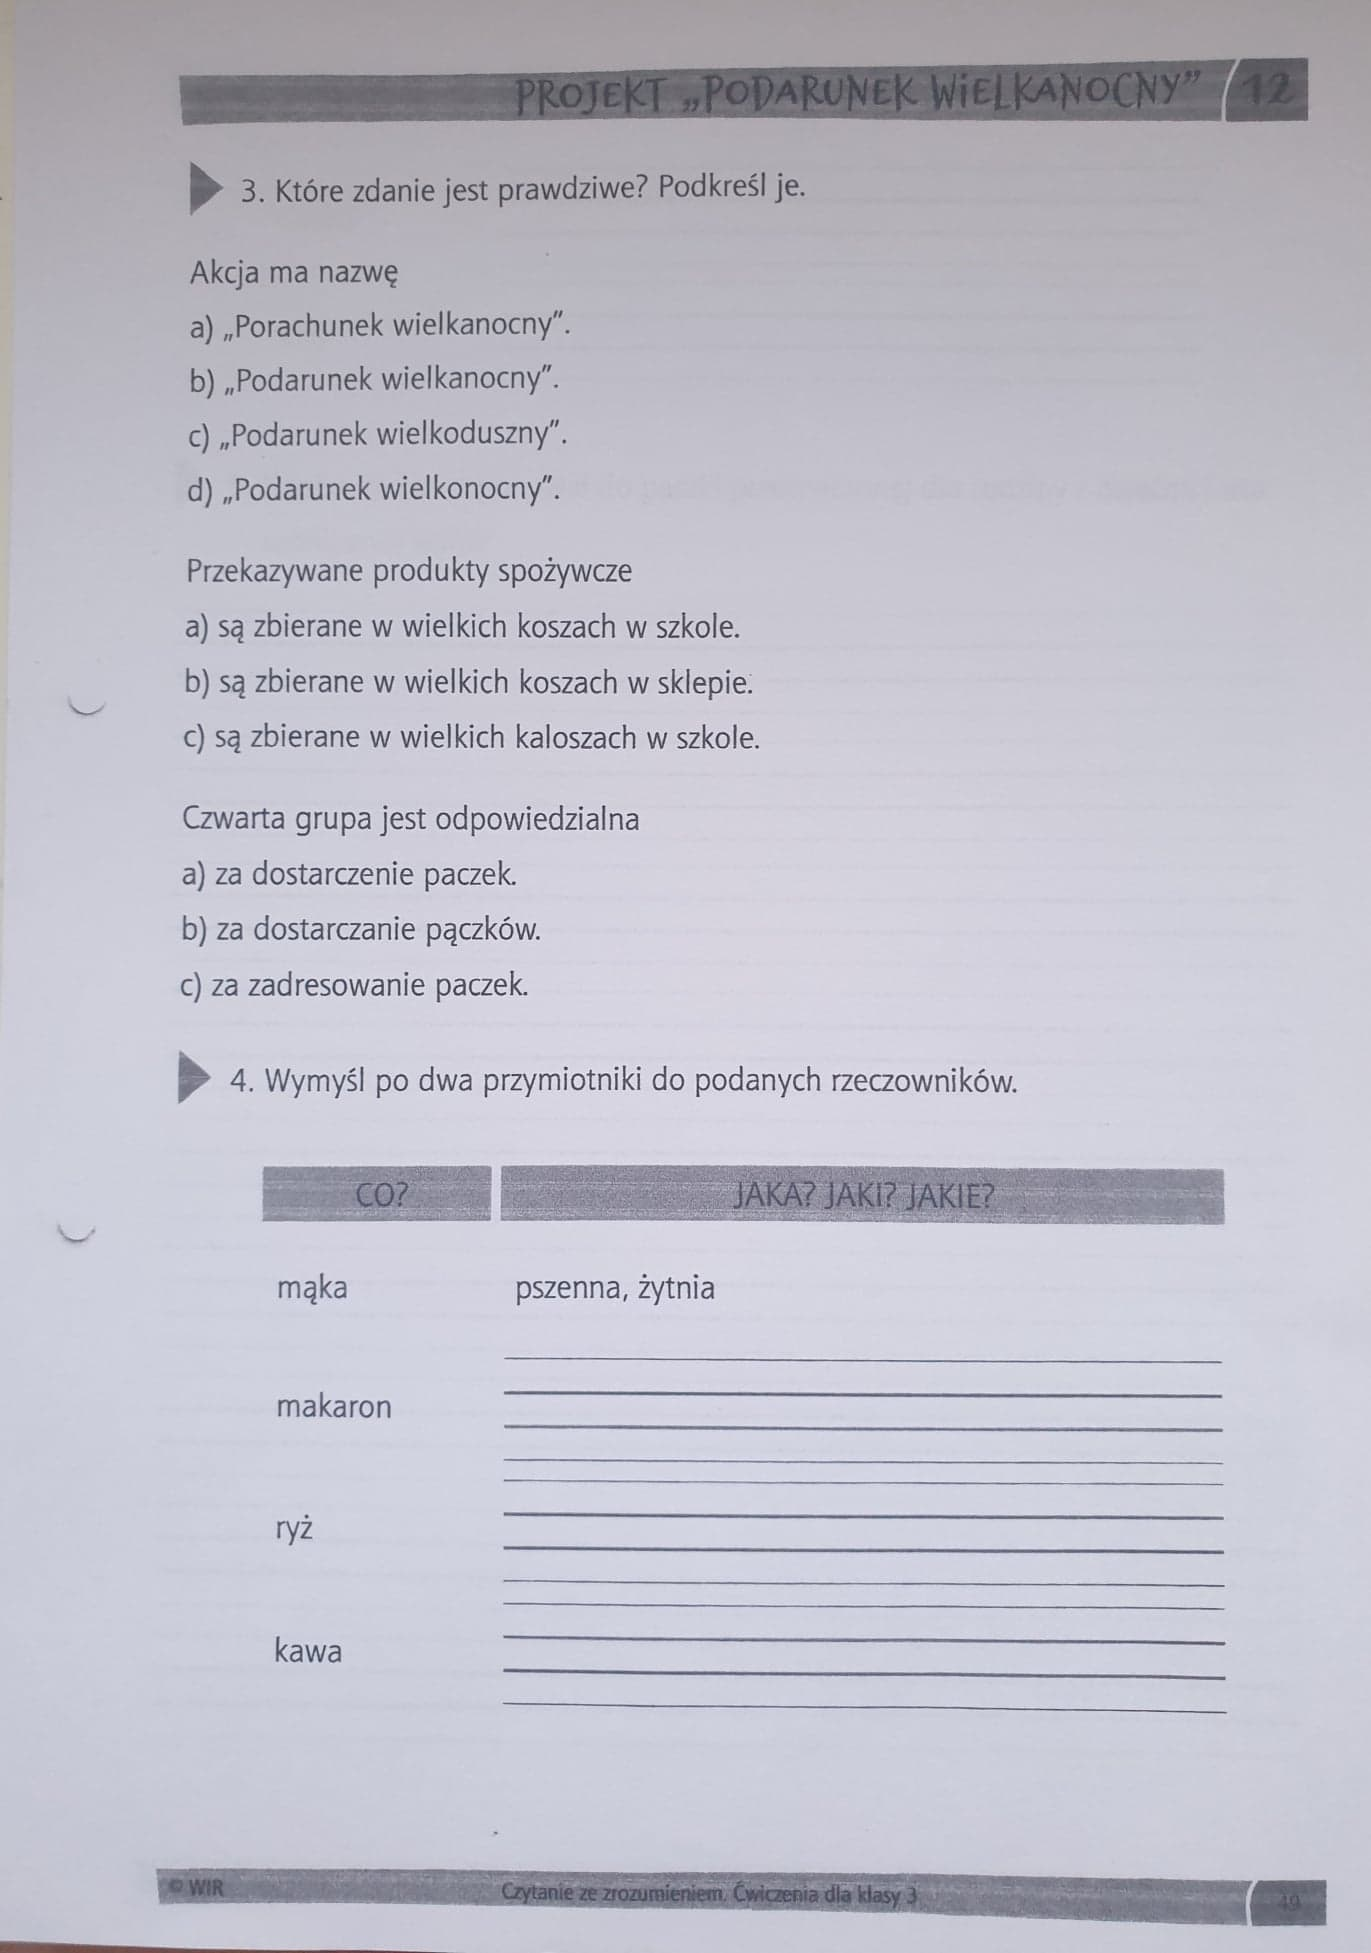 PROJEKT „PODARUNEK WiELKANOCNY” 12
3. Które zdanie jest prawdziwe? Podkreśl je.
Akcja ma nazwę
a) „Porachunek wielkanocny”.
b) „Podarunek wielkanocny”.
c) „Podarunek wielkoduszny”.
d) „Podarunek wielkonocny”.
Przekazywane produkty spożywcze
a) są zbierane w wielkich koszach w szkole.
b) są zbierane w wielkich koszach w sklepie.
c) są zbierane w wielkich kaloszach w szkole.
Czwarta grupa jest odpowiedzialna
a) za dostarczenie paczek.
b) za dostarczanie pączków.
c) za zadresowanie paczek.
4. Wymyśl po dwa przymiotniki do podanych rzeczowników.
CO? JAKA? JAKI? JAKIE?
mąka pszenna, żytnia
makaron
ryż
kawa
© WIR Czytanie ze zrozumieniem. Ćwiczenia dla klasy 3 49